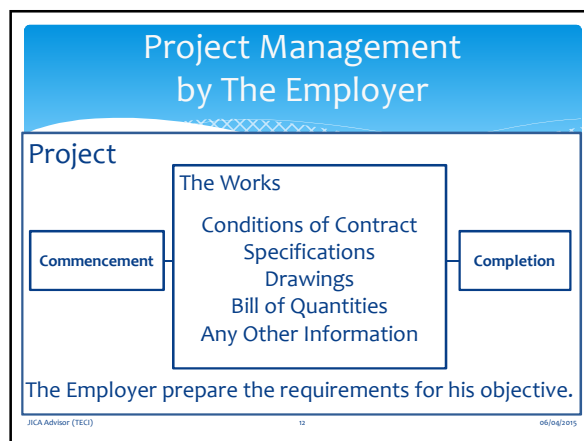 Project Management
by The Employer
Project
The Works
Conditions of Contract
Specifications
Drawings
Bill of Quantities
Any Other Information
Commencement
Completion
The Employer prepare the requirements for his objective.
JICA Advisor (TECI)
12
06/04/2015